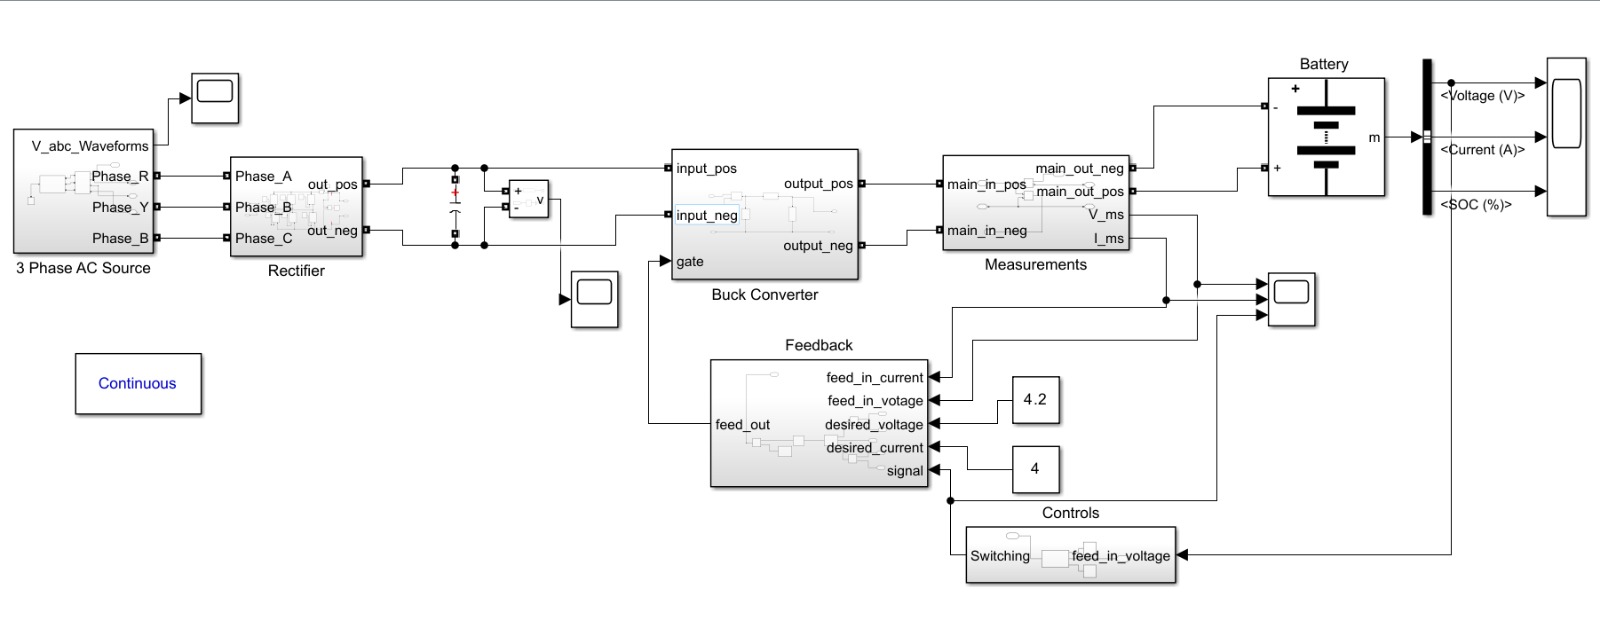 Battery
+
-
m
+
<Voltage (V)>
<Current (A)>
<SOC (%)>
V_abc_Waveforms
Phase_R
Phase_Y
Phase_B
3 Phase AC Source
Phase_A
Phase_B
Phase_C
out_pos
out_neg
Rectifier
+
+
-
v
input_pos
input_neg
gate
output_pos
output_neg
Buck Converter
main_in_pos
main_in_neg
main_out_neg
main_out_pos
V_ms
I_ms
Measurements
Continuous
Feedback
feed_in_current
feed_in_votage
desired_voltage
desired_current
signal
feed_out
4.2
4
Controls
Switching
feed_in_voltage